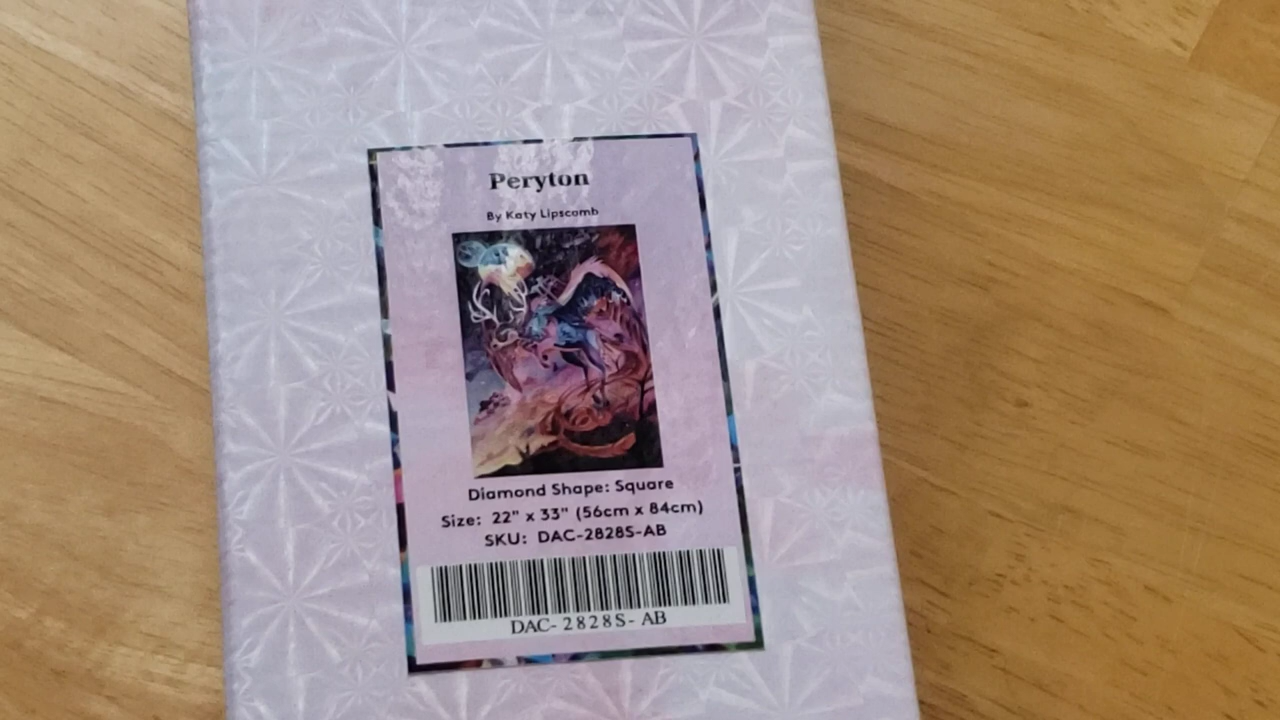 Peryton
By Katy Lipscomb
Diamond Shape: Square
Size: 22" x 33" (56cm x 84cm)
SKU: DAC-2828S-AB
DAC- 2828S- AB